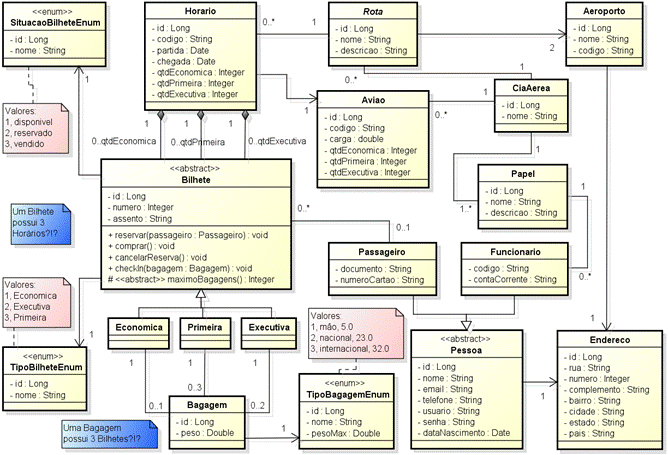 <<enum>>
SituacaoBilheteEnum
- id : Long
- nome : String
1
Valores:
1, disponivel
2, reservado
3, vendido
Horario
- id : Long
- codigo : String
- partida : Date
- chegada : Date
- qtdEconomica : Integer
- qtdPrimeira : Integer
- qtdExecutiva : Integer
0..*
1
1
1
1
1
0..qtdEconomica
0..qtdPrimeira
0..qtdExecutiva
Rota
- id : Long
- nome : String
- descricao : String
1
2
0..*
Aeroporto
- id : Long
- nome : String
- codigo : String
Aviao
- id : Long
- codigo : String
- carga : double
- qtdEconomica : Integer
- qtdPrimeira : Integer
- qtdExecutiva : Integer
1
0..*
CiaAerea
- id : Long
- nome : String
1
1..*
Papel
- id : Long
- nome : String
- descricao : String
1
0..*
<<abstract>>
Bilhete
- id : Long
- numero : Integer
- assento : String
+ reservar(passageiro : Passageiro) : void
+ comprar() : void
+ cancelarReserva() : void
+ checkIn(bagagem : Bagagem) : void
# <<abstract>> maximoBagagens() : Integer
0..*
0..1
Um Bilhete
possui 3
Horários?!?
Passageiro
- documento : String
- numeroCartao : String
Funcionario
- codigo : String
- contaCorrente : String
Valores:
1, Economica
2, Executiva
3, Primeira
1
<<enum>>
TipoBilheteEnum
- id : Long
- nome : String
Economica
Primeira
Executiva
1
1
1
0..1
0..3
0..2
Valores:
1, mão, 5.0
2, nacional, 23.0
3, internacional, 32.0
Bagagem
- id : Long
- peso : Double
1
Uma Bagagem
possui 3 Bilhetes?!?
<<enum>>
TipoBagagemEnum
- id : Long
- nome : String
- pesoMax : Double
<<abstract>>
Pessoa
- id : Long
- nome : String
- email : String
- telefone : String
- usuario : String
- senha : String
- dataNascimento : Date
1
1
Endereco
- id : Long
- rua : String
- numero : Integer
- complemento : String
- bairro : String
- cidade : String
- estado : String
- pais : String